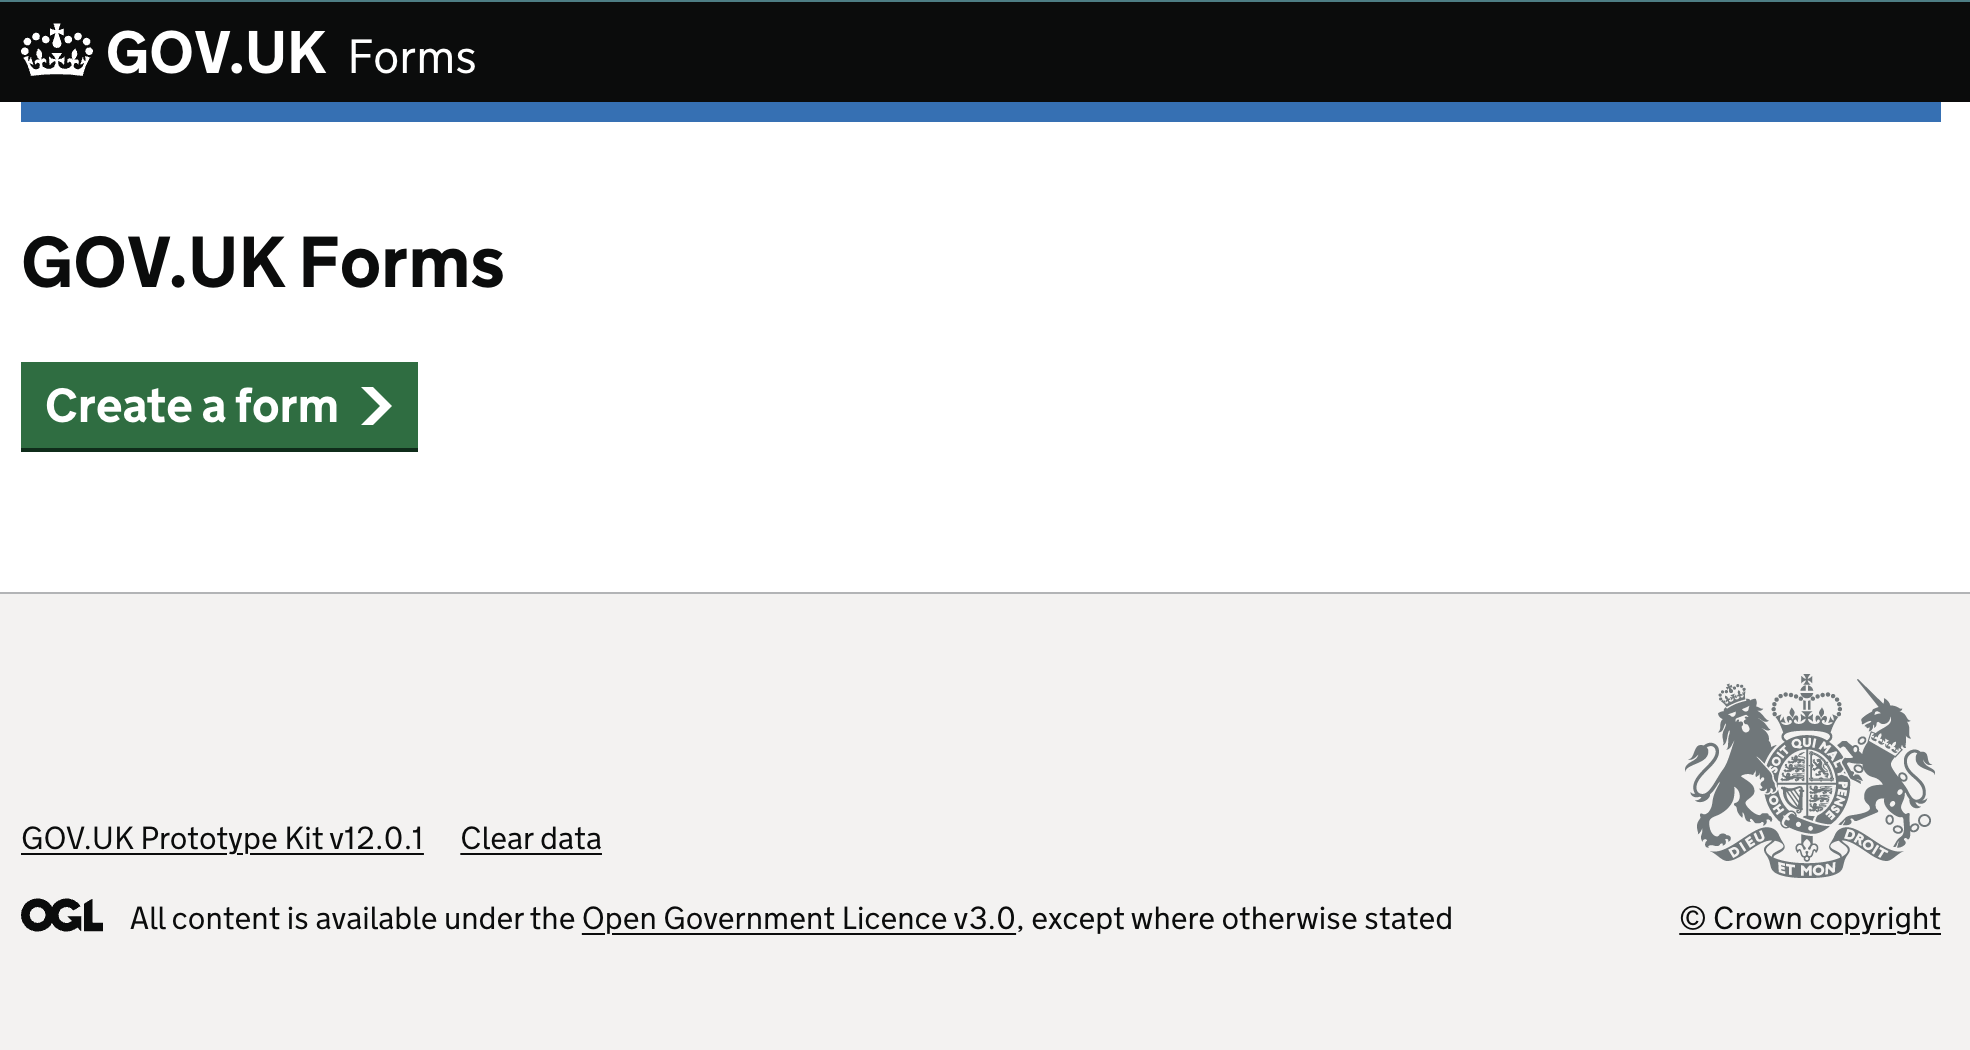 GOV.UK Forms
GOV.UK Forms
Create a form
GOV.UK Prototype Kit v12.0.1 Clear data
SOIT QUI MAL Y PENSE
HO
DIEU ET MON DROIT
OGL All content is available under the Open Government Licence v3.0, except where otherwise stated © Crown copyright